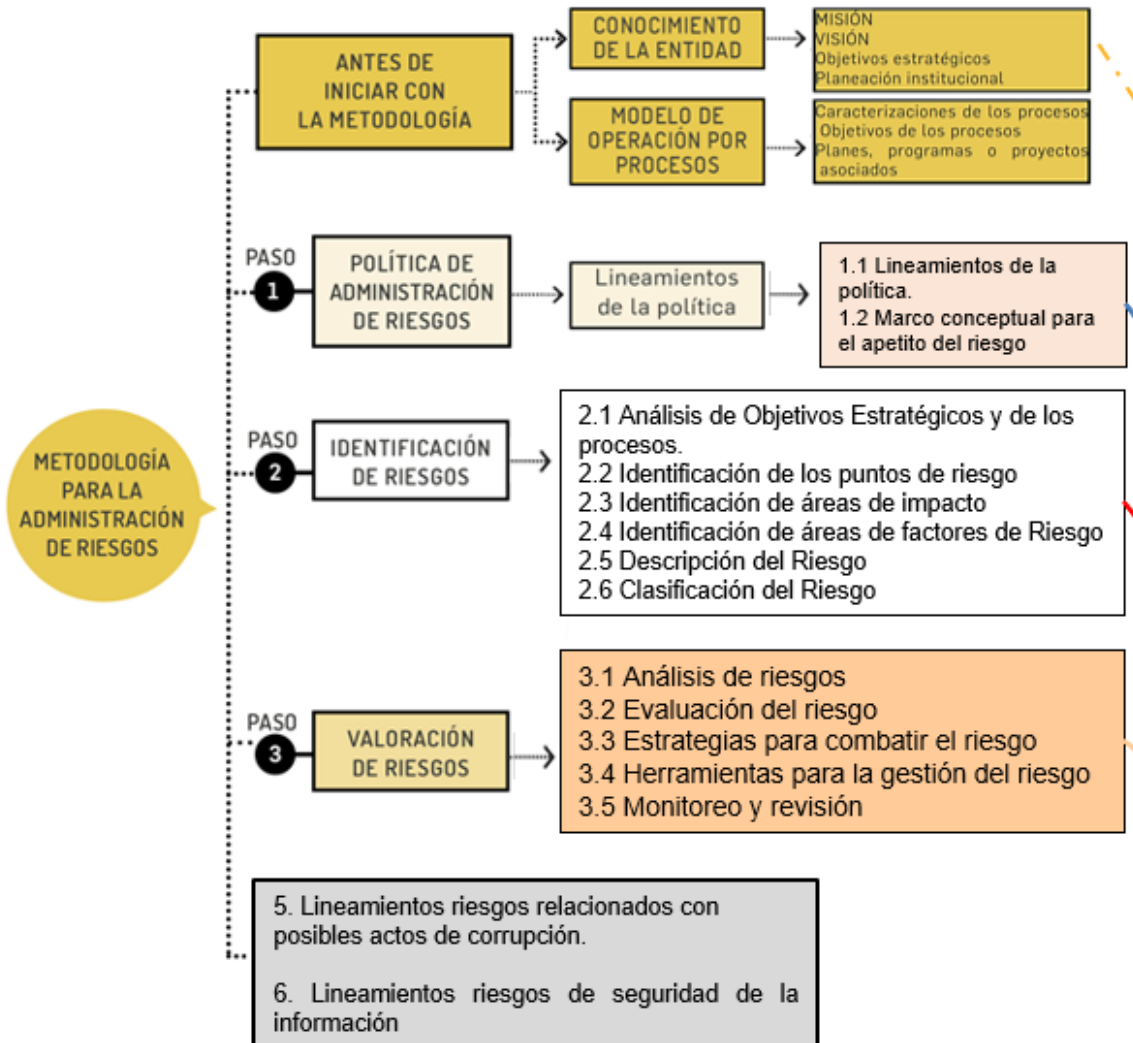 METODOLOGÍA
PARA LA
ADMINISTRACIÓN
DE RIESGOS
ANTES DE
INICIAR CON
LA METODOLOGÍA
CONOCIMIENTO
DE LA ENTIDAD
MISIÓN
VISIÓN
Objetivos estratégicos
Planeación institucional
MODELO DE
OPERACIÓN POR
PROCESOS
Caracterizaciones de los procesos
Objetivos de los procesos
Planes, programas o proyectos
asociados
PASO
1
POLÍTICA DE
ADMINISTRACIÓN
DE RIESGOS
Lineamientos
de la política
1.1 Lineamientos de la
política.
1.2 Marco conceptual para
el apetito del riesgo
PASO
2
IDENTIFICACIÓN
DE RIESGOS
2.1 Análisis de Objetivos Estratégicos y de los
procesos.
2.2 Identificación de los puntos de riesgo
2.3 Identificación de áreas de impacto
2.4 Identificación de áreas de factores de Riesgo
2.5 Descripción del Riesgo
2.6 Clasificación del Riesgo
PASO
3
VALORACIÓN
DE RIESGOS
3.1 Análisis de riesgos
3.2 Evaluación del riesgo
3.3 Estrategias para combatir el riesgo
3.4 Herramientas para la gestión del riesgo
3.5 Monitoreo y revisión
5. Lineamientos riesgos relacionados con
posibles actos de corrupción.
6. Lineamientos riesgos de seguridad de la
información